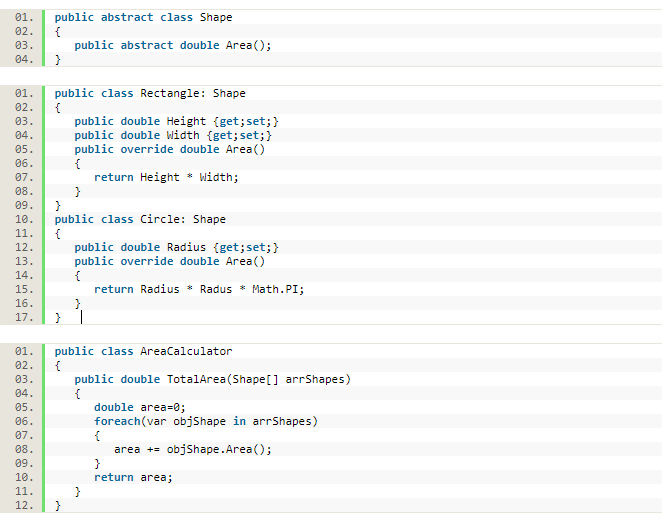 01. public abstract class Shape
02. {
03.    public abstract double Area();
04. }
01. public class Rectangle: Shape
02. {
03.    public double Height {get;set;}
04.    public double Width {get;set;}
05.    public override double Area()
06.    {
07.       return Height * Width;
08.    }
09. }
10. public class Circle: Shape
11. {
12.    public double Radius {get;set;}
13.    public override double Area()
14.    {
15.       return Radius * Radus * Math.PI;
16.    }
17. }
01. public class AreaCalculator
02. {
03.    public double TotalArea(Shape[] arrShapes)
04.    {
05.       double area=0;
06.       foreach(var objShape in arrShapes)
07.       {
08.          area += objShape.Area();
09.       }
10.       return area;
11.    }
12. }